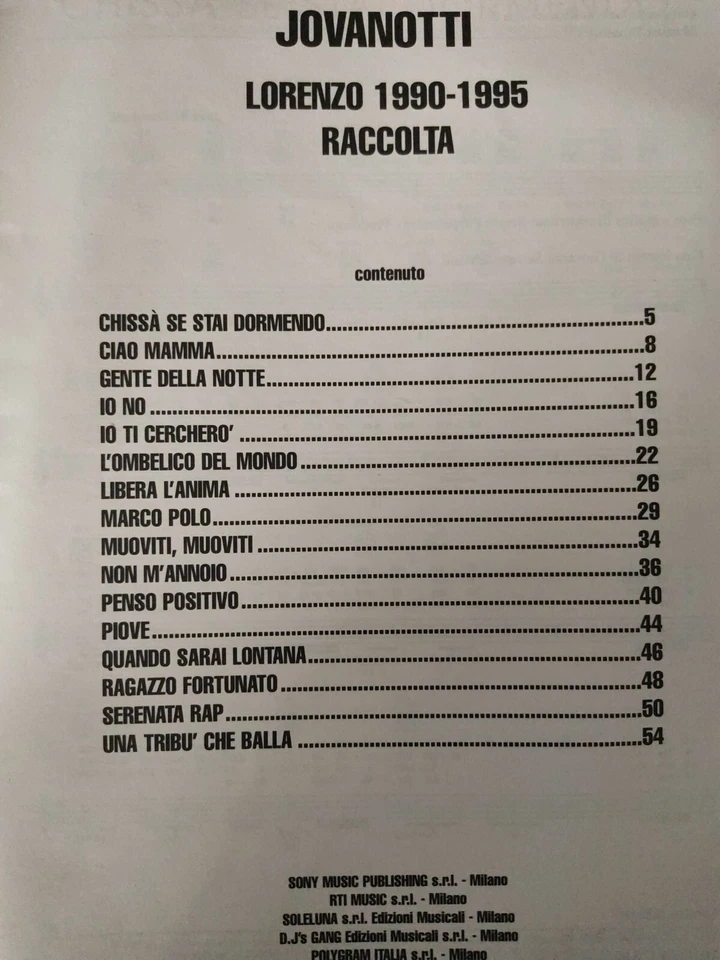 JOVANOTTI
LORENZO 1990-1995
RACCOLTA
contenuto
CHISSÀ SE STAI DORMENDO..........5
CIAO MAMMA..........8
GENTE DELLA NOTTE..........12
IO NO ..........16
IO TI CERCHERO' ..........19
L'OMBELICO DEL MONDO ..........22
LIBERA L'ANIMA ..........26
MARCO POLO..........29
MUOVITI, MUOVITI ..........34
NON M'ANNOIO ..........36
PENSO POSITIVO ..........40
PIOVE..........44
QUANDO SARAI LONTANA..........46
RAGAZZO FORTUNATO ..........48
SERENATA RAP ..........50
UNA TRIBU' CHE BALLA ..........54
SONY MUSIC PUBLISHING s.r.l. - Milano
RTI MUSIC s.r.l. - Milano
SOLELUNA s.r.l. Edizioni Musicali - Milano
D.J's GANG Edizioni Musicali s.r.l. - Milano
POLYGRAM ITALIA s.r.l. - Milano